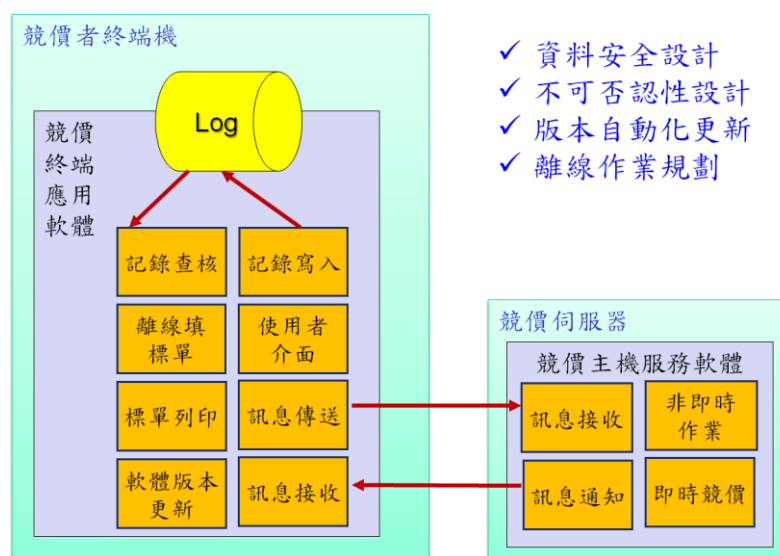 競價者終端機
Log
競價
終端
應用
軟體
記錄查核
記錄寫入
離線填
標單
使用者
介面
標單列印
訊息傳送
軟體版本
更新
訊息接收
✓ 資料安全設計
✓ 不可否認性設計
✓ 版本自動化更新
✓ 離線作業規劃
競價伺服器
競價主機服務軟體
訊息接收
非即時
作業
訊息通知
即時競價